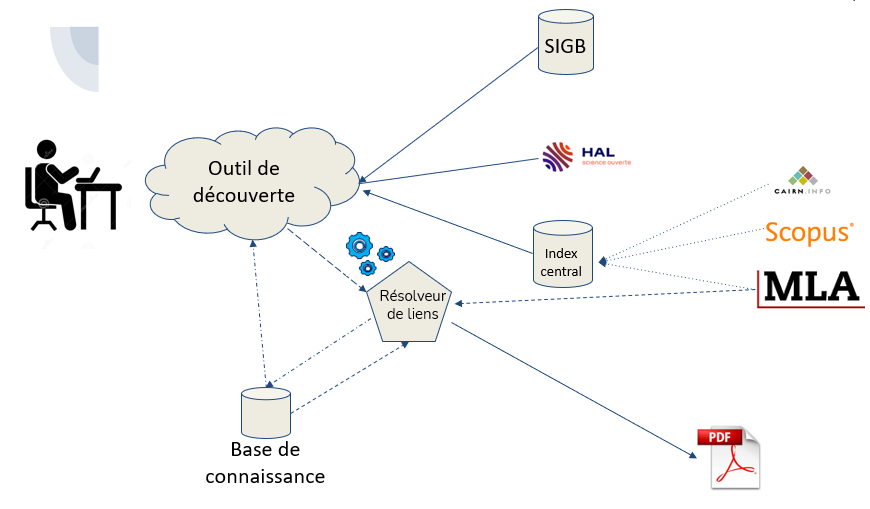 SIGB
HAL
science ouverte
Outil de
découverte
CAIRN.INFO
Scopus®
Index
central
MLA
Résolveur
de liens
PDF
Base de
connaissance